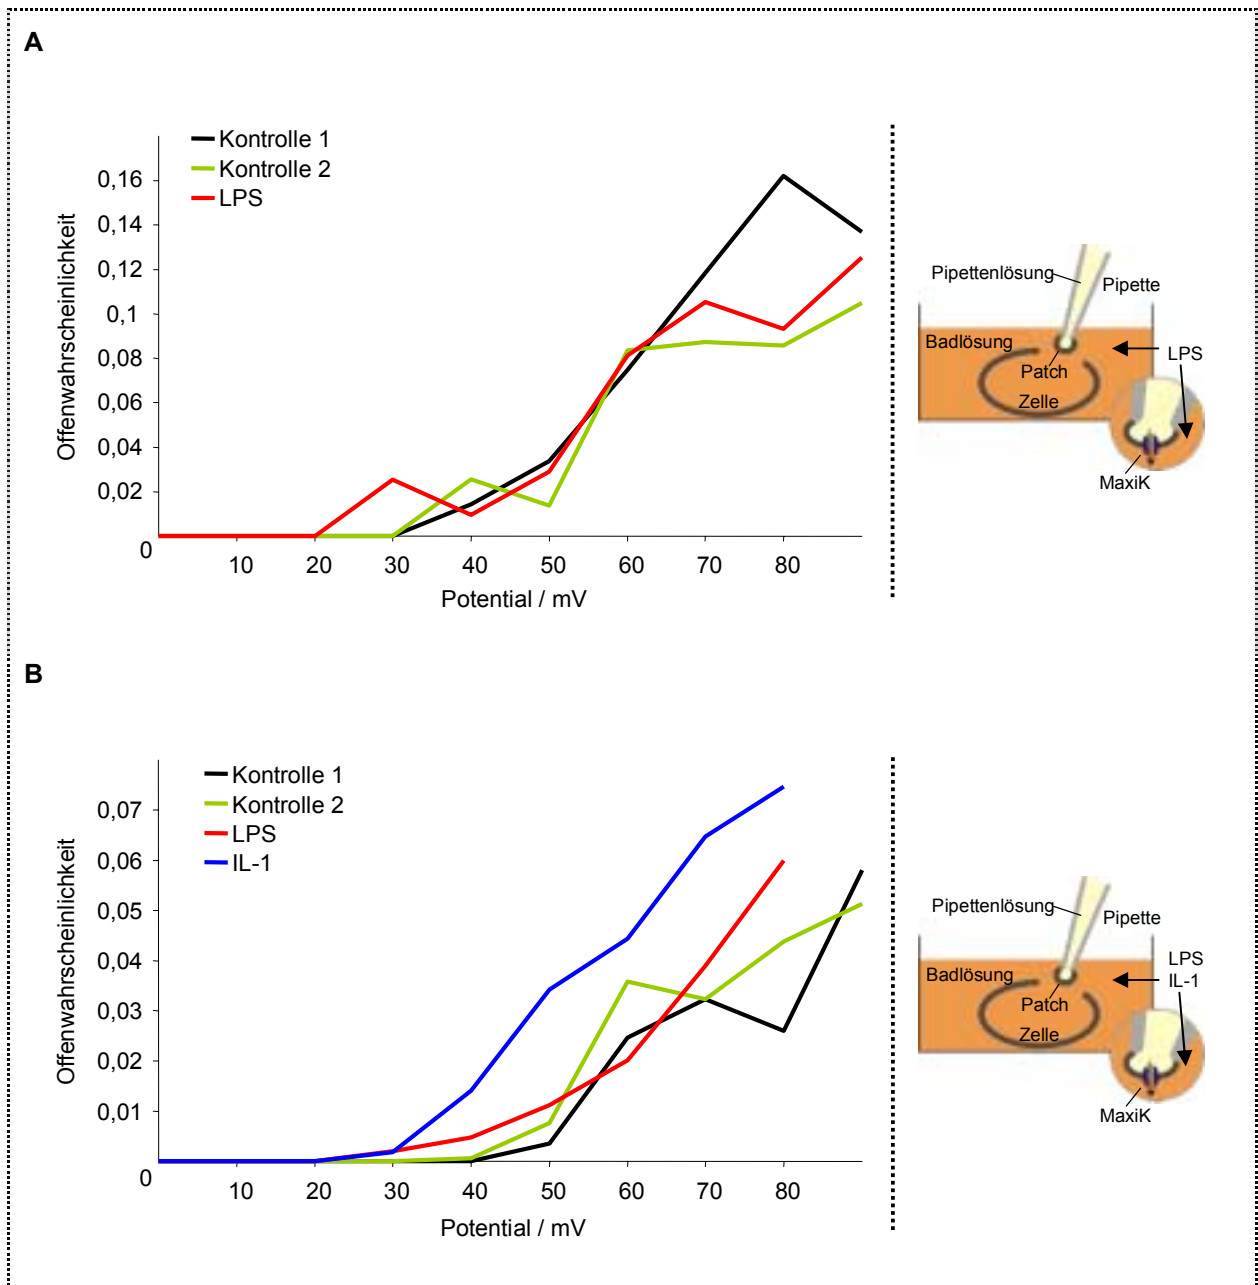 A
Kontrolle 1
Kontrolle 2
LPS
Offenwahrscheinlichkeit
0,16
0,14
0,12
0,1
0,08
0,06
0,04
0,02
0
10 20 30 40 50 60 70 80
Potential / mV
Pipettenlösung
Pipette
Badlösung
LPS
Patch
Zelle
MaxiK
B
Kontrolle 1
Kontrolle 2
LPS
IL-1
Offenwahrscheinlichkeit
0,07
0,06
0,05
0,04
0,03
0,02
0,01
0
10 20 30 40 50 60 70 80
Potential / mV
Pipettenlösung
Pipette
LPS
Badlösung
IL-1
Patch
Zelle
MaxiK